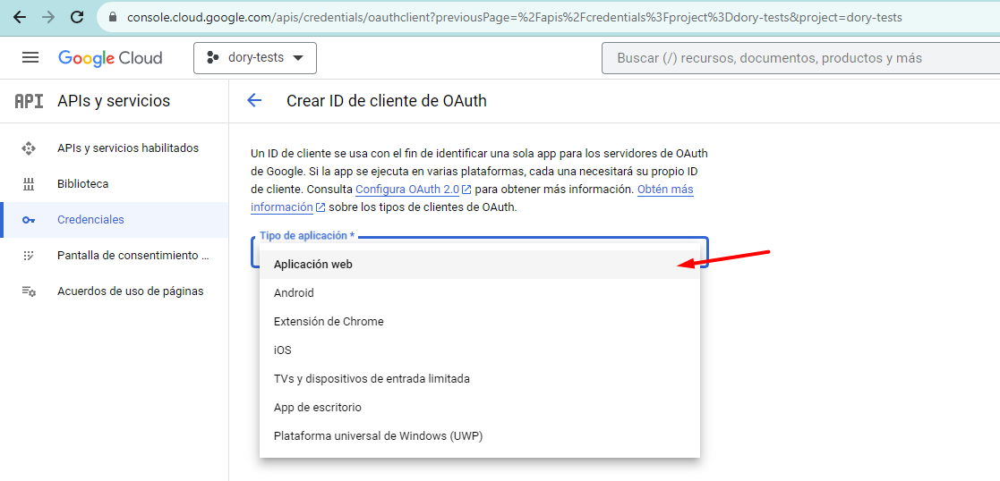 console.cloud.google.com/apis/credentials/oauthclient?previousPage=%2Fapis%2Fcredentials%3Fproject%3Ddory-tests&project=dory-tests
Google Cloud
dory-tests
Buscar (/) recursos, documentos, productos y más
API
APIs y servicios
Crear ID de cliente de OAuth
APIs y servicios habilitados
Biblioteca
Credenciales
Pantalla de consentimiento ...
Acuerdos de uso de páginas
Un ID de cliente se usa con el fin de identificar una sola app para los servidores de OAuth
de Google. Si la app se ejecuta en varias plataformas, cada una necesitará su propio ID
de cliente. Consulta Configura OAuth 2.0 para obtener más información. Obtén más
información sobre los tipos de clientes de OAuth.
Tipo de aplicación *
Aplicación web
Android
Extensión de Chrome
iOS
TVs y dispositivos de entrada limitada
App de escritorio
Plataforma universal de Windows (UWP)